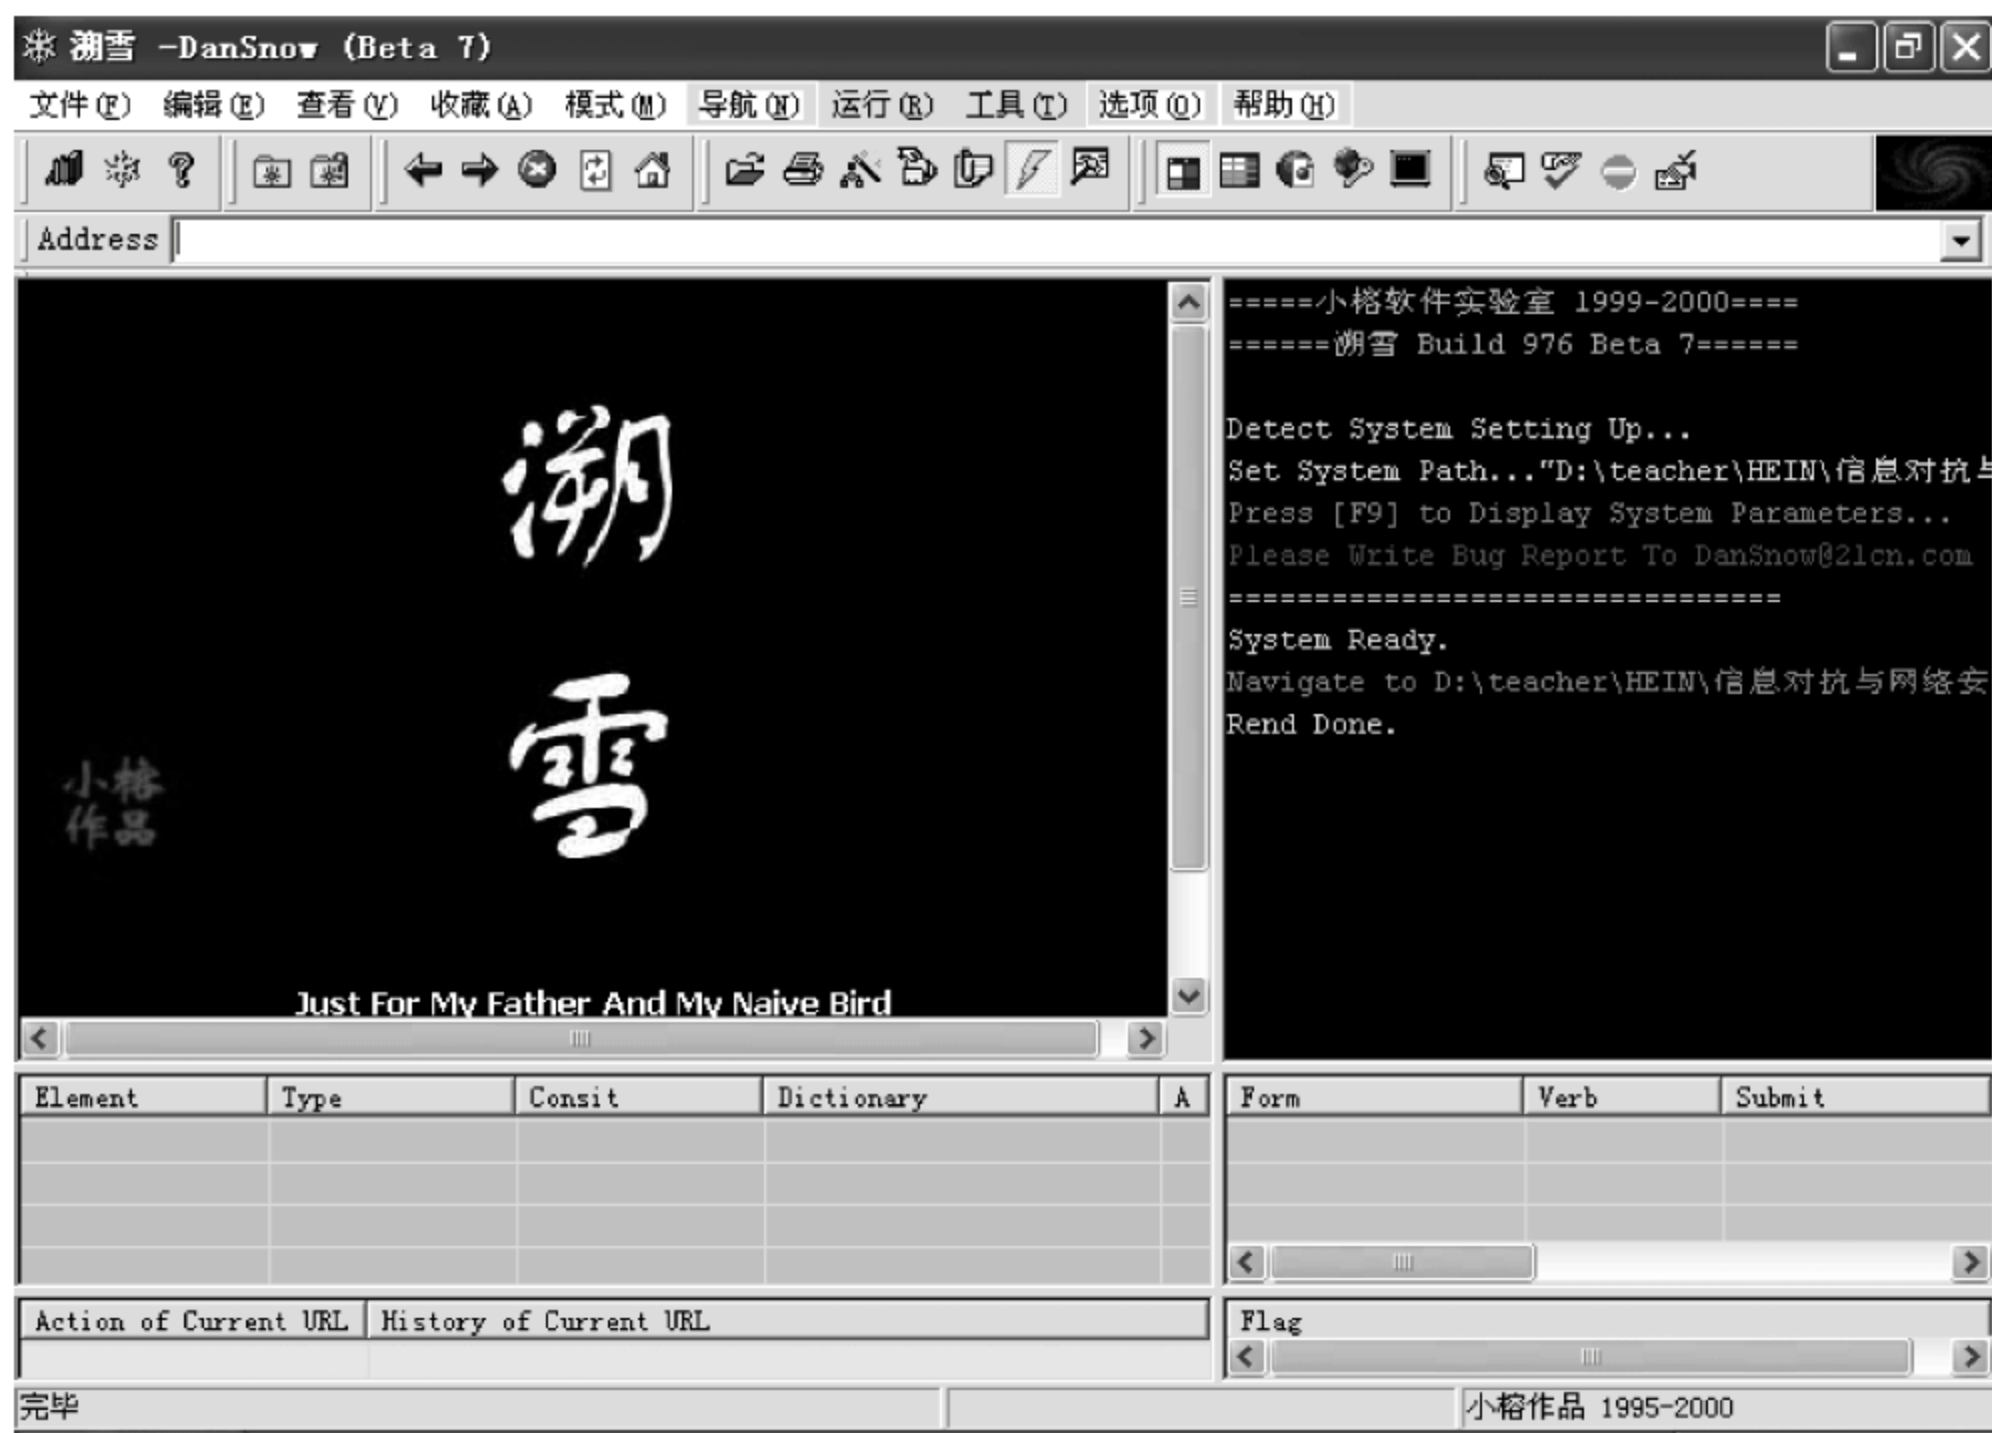 溯雪 -DanSnow (Beta 7)
文件(F) 编辑(E) 查看(V) 收藏(A) 模式(M) 导航(N) 运行(R) 工具(T) 选项(O) 帮助(H)
Address
=====小榕软件实验室 1999-2000====
======溯雪 Build 976 Beta 7======
Detect System Setting Up...
Set System Path..."D:\teacher\HEIN\信息对抗与
Press [F9] to Display System Parameters...
Please Write Bug Report To DanSnow@21cn.com
================================
System Ready.
Navigate to D:\teacher\HEIN\信息对抗与网络安
Rend Done.
溯
雪
小榕
作品
Just For My Father And My Naive Bird
Element Type Consit Dictionary A
Form Verb Submit
Action of Current URL History of Current URL
Flag
完毕
小榕作品 1995-2000